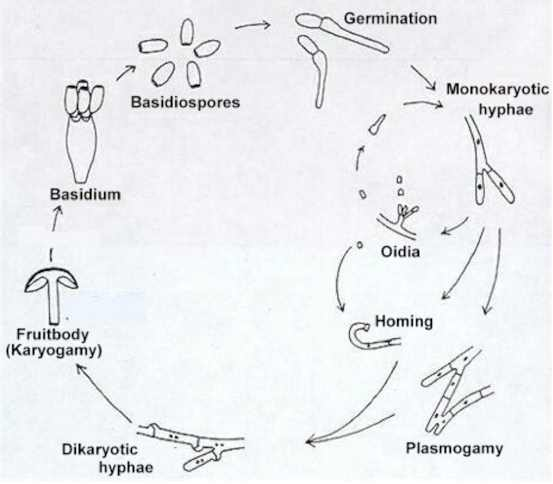 Germination
Basidiospores
Monokaryotic
hyphae
Basidium
Oidia
Homing
Fruitbody
(Karyogamy)
Plasmogamy
Dikaryotic
hyphae